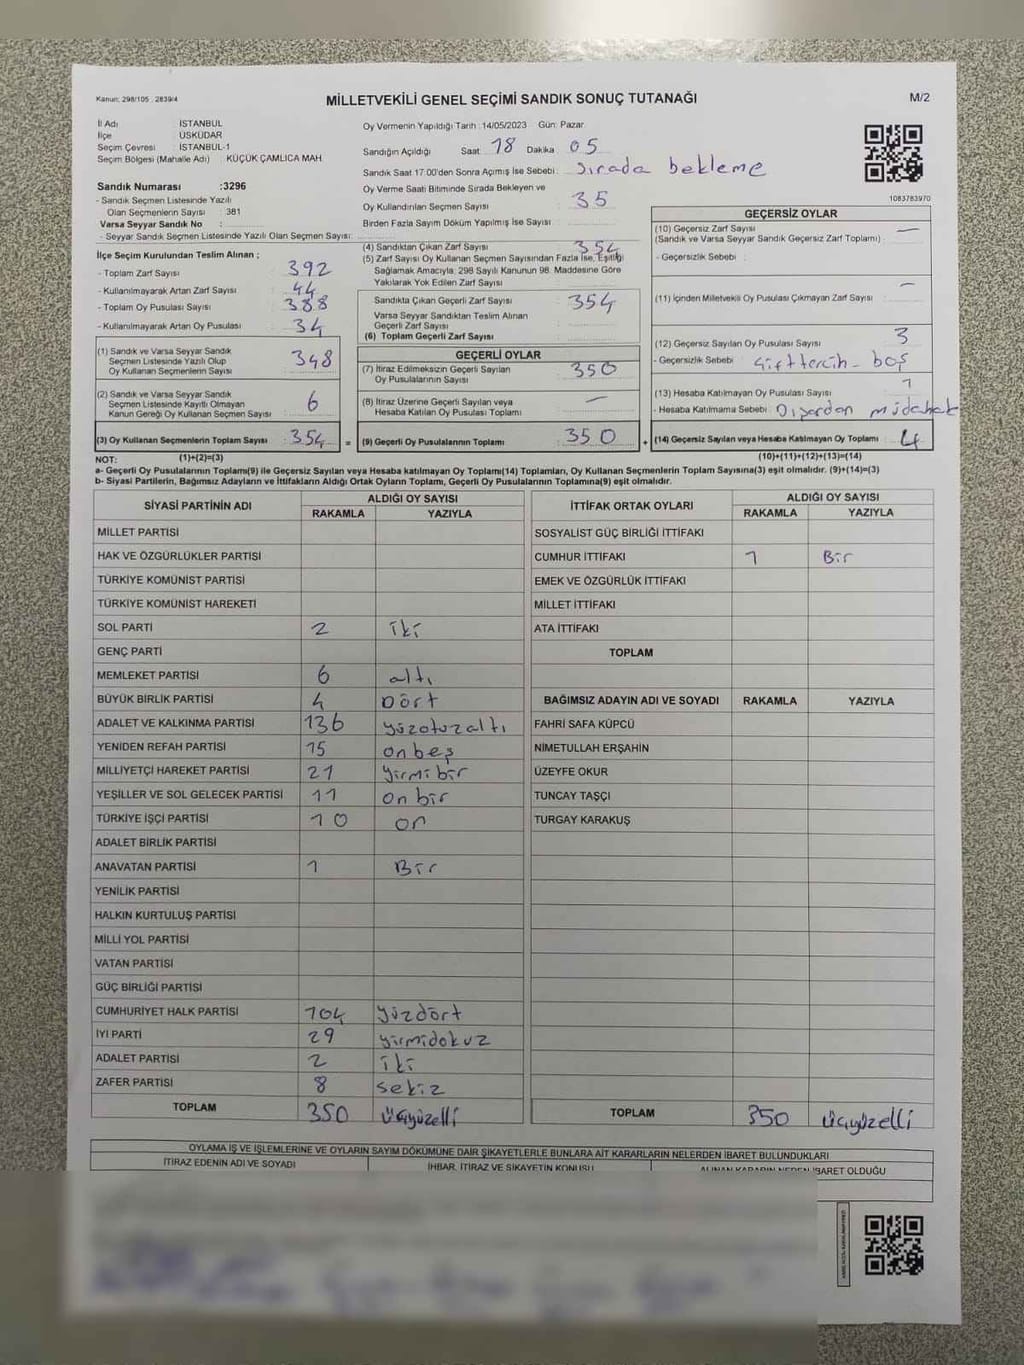 Kanun: 298/105 , 2839/4
MİLLETVEKİLİ GENEL SEÇİMİ SANDIK SONUÇ TUTANAĞI
M/2
İl Adı : İSTANBUL
İlçe : ÜSKÜDAR
Seçim Çevresi : İSTANBUL-1
Seçim Bölgesi (Mahalle Adı) : KÜÇÜK ÇAMLICA MAH.
Sandık Numarası :3296
- Sandık Seçmen Listesinde Yazılı
Olan Seçmenlerin Sayısı : 381
Varsa Seyyar Sandık No :
- Seyyar Sandık Seçmen Listesinde Yazılı Olan Seçmen Sayısı:
Oy Vermenin Yapıldığı Tarih :14/05/2023 Gün: Pazar
Sandığın Açıldığı Saat: 18 Dakika 05
Sandık Saat 17.00'den Sonra Açılmış İse Sebebi: Sırada bekleme
Oy Verme Saati Bitiminde Sırada Bekleyen ve
Oy Kullandırılan Seçmen Sayısı : 35
Birden Fazla Sayım Döküm Yapılmış İse Sayısı :
1083783970
İlçe Seçim Kurulundan Teslim Alınan ;
- Toplam Zarf Sayısı : 392
- Kullanılmayarak Artan Zarf Sayısı : 44
- Toplam Oy Pusulası Sayısı : 388
- Kullanılmayarak Artan Oy Pusulası : 34
(1) Sandık ve Varsa Seyyar Sandık
Seçmen Listesinde Yazılı Olup
Oy Kullanan Seçmenlerin Sayısı : 348
(2) Sandık ve Varsa Seyyar Sandık
Seçmen Listesinde Kayıtlı Olmayan
Kanun Gereği Oy Kullanan Seçmen Sayısı : 6
(3) Oy Kullanan Seçmenlerin Toplam Sayısı : 354 =
(4) Sandıktan Çıkan Zarf Sayısı : 354
(5) Zarf Sayısı Oy Kullanan Seçmen Sayısından Fazla İse, Eşitliği
Sağlamak Amacıyla, 298 Sayılı Kanunun 98. Maddesine Göre
Yakılarak Yok Edilen Zarf Sayısı :
Sandıkta Çıkan Geçerli Zarf Sayısı : 354
Varsa Seyyar Sandıktan Teslim Alınan
Geçerli Zarf Sayısı :
(6) Toplam Geçerli Zarf Sayısı :
GEÇERLİ OYLAR
(7) İtiraz Edilmeksizin Geçerli Sayılan
Oy Pusulalarının Sayısı : 350
(8) İtiraz Üzerine Geçerli Sayılan veya
Hesaba Katılan Oy Pusulası Toplamı : —
(9) Geçerli Oy Pusulalarının Toplamı : 350 +
GEÇERSİZ OYLAR
(10) Geçersiz Zarf Sayısı
(Sandık ve Varsa Seyyar Sandık Geçersiz Zarf Toplamı) : —
- Geçersizlik Sebebi :
(11) İçinden Milletvekili Oy Pusulası Çıkmayan Zarf Sayısı : —
(12) Geçersiz Sayılan Oy Pusulası Sayısı : 3
- Geçersizlik Sebebi : Çift tercih - boş
(13) Hesaba Katılmayan Oy Pusulası Sayısı : 1
- Hesaba Katılmama Sebebi : Dışardan müdahale
(14) Geçersiz Sayılan veya Hesaba Katılmayan Oy Toplamı : 4
NOT: (1)+(2)=(3)
(10)+(11)+(12)+(13)=(14)
a- Geçerli Oy Pusulalarının Toplamı(9) ile Geçersiz Sayılan veya Hesaba katılmayan Oy Toplamı(14) Toplamları, Oy Kullanan Seçmenlerin Toplam Sayısına(3) eşit olmalıdır. (9)+(14)=(3)
b- Siyasi Partilerin, Bağımsız Adayların ve İttifakların Aldığı Ortak Oyların Toplamı, Geçerli Oy Pusulalarının Toplamına(9) eşit olmalıdır.
SİYASİ PARTİNİN ADI ALDIĞI OY SAYISI
RAKAMLA YAZIYLA
MİLLET PARTİSİ
HAK VE ÖZGÜRLÜKLER PARTİSİ
TÜRKİYE KOMÜNİST PARTİSİ
TÜRKİYE KOMÜNİST HAREKETİ
SOL PARTİ 2 iki
GENÇ PARTİ
MEMLEKET PARTİSİ 6 altı
BÜYÜK BİRLİK PARTİSİ 4 Dört
ADALET VE KALKINMA PARTİSİ 136 yüzotuzaltı
YENİDEN REFAH PARTİSİ 15 onbeş
MİLLİYETÇİ HAREKET PARTİSİ 21 yirmibir
YEŞİLLER VE SOL GELECEK PARTİSİ 11 on bir
TÜRKİYE İŞÇİ PARTİSİ 10 on
ADALET BİRLİK PARTİSİ
ANAVATAN PARTİSİ 1 Bir
YENİLİK PARTİSİ
HALKIN KURTULUŞ PARTİSİ
MİLLİ YOL PARTİSİ
VATAN PARTİSİ
GÜÇ BİRLİĞİ PARTİSİ
CUMHURİYET HALK PARTİSİ 104 yüzdört
İYİ PARTİ 29 yirmidokuz
ADALET PARTİSİ 2 iki
ZAFER PARTİSİ 8 sekiz
TOPLAM 350 üçyüzelli
İTTİFAK ORTAK OYLARI ALDIĞI OY SAYISI
RAKAMLA YAZIYLA
SOSYALİST GÜÇ BİRLİĞİ İTTİFAKI
CUMHUR İTTİFAKI 1 Bir
EMEK VE ÖZGÜRLÜK İTTİFAKI
MİLLET İTTİFAKI
ATA İTTİFAKI
TOPLAM
BAĞIMSIZ ADAYIN ADI VE SOYADI RAKAMLA YAZIYLA
FAHRİ SAFA KÜPCÜ
NİMETULLAH ERŞAHİN
ÜZEYFE OKUR
TUNCAY TAŞÇI
TURGAY KARAKUŞ
TOPLAM 350 üçyüzelli
OYLAMA İŞ VE İŞLEMLERİNE VE OYLARIN SAYIM DÖKÜMÜNE DAİR ŞİKAYETLERLE BUNLARA AİT KARARLARIN NELERDEN İBARET BULUNDUKLARI
İTİRAZ EDENİN ADI VE SOYADI İHBAR, İTİRAZ VE ŞİKAYETİN KONUSU ALINAN KARARIN NEDEN İBARET OLDUĞU